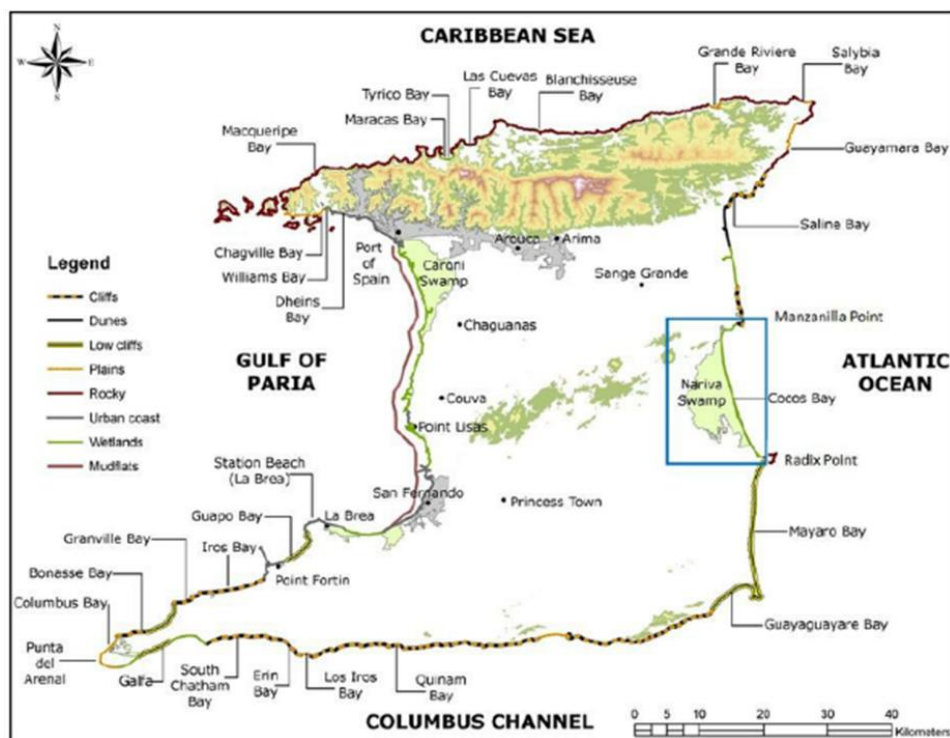 N
W E
S
CARIBBEAN SEA
Grande Riviere
Bay
Salybia
Bay
Las Cuevas
Bay
Blanchisseuse
Bay
Tyrico Bay
Maracas Bay
Macqueripe
Bay
Guayamara Bay
Saline Bay
Chagville Bay
Williams Bay
Dheins
Bay
Port
of
Spain
Caroni
Swamp
Arouca
Arima
Sange Grande
Legend
Cliffs
Dunes
Low cliffs
Plains
Rocky
Urban coast
Wetlands
Mudflats
Chaguanas
Manzanilla Point
GULF OF
PARIA
ATLANTIC
OCEAN
Nariva
Swamp
Cocos Bay
Couva
Point Lisas
Radix Point
Station Beach
(La Brea)
San Fernando
Princess Town
Guapo Bay
La Brea
Mayaro Bay
Granville Bay
Iros Bay
Point Fortin
Bonasse Bay
Columbus Bay
Guayaguayare Bay
Punta
del
Arenal
Galfa
South
Chatham
Bay
Erin
Bay
Los Iros
Bay
Quinam
Bay
COLUMBUS CHANNEL
0 5 10 20 30 40
Kilometers